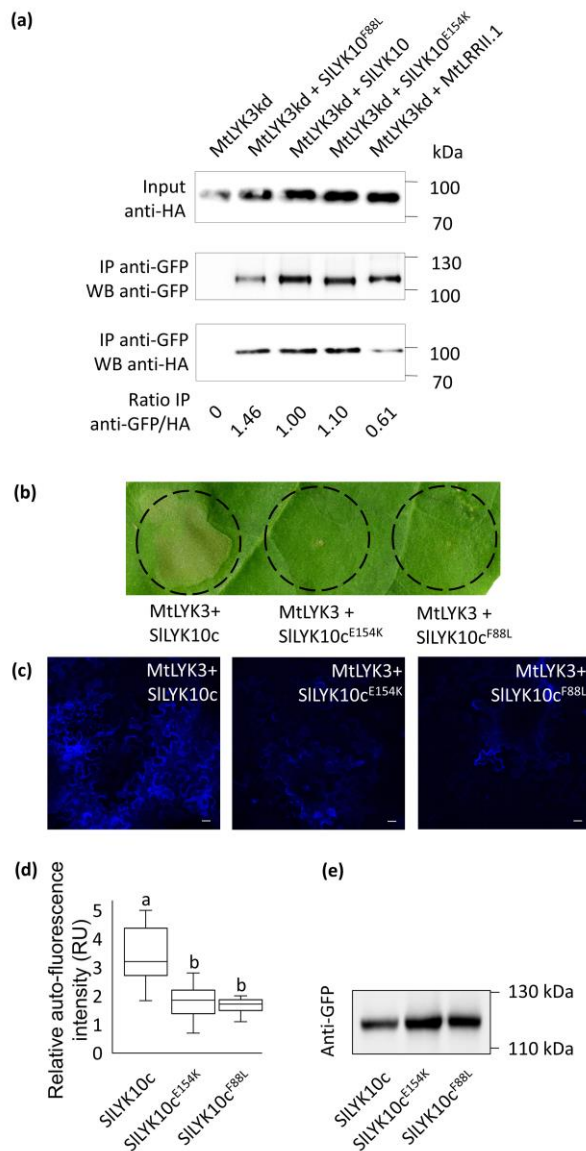 (a)
MtLYK3kd
MtLYK3kd + SlLYK10F88L
MtLYK3kd + SlLYK10
MtLYK3kd + SlLYK10E154K
MtLYK3kd + MtLRRII.1
kDa
Input
anti-HA
100
70
IP anti-GFP
WB anti-GFP
130
100
IP anti-GFP
WB anti-HA
100
70
Ratio IP
anti-GFP/HA
0
1.46
1.00
1.10
0.61
(b)
MtLYK3+
SlLYK10c
MtLYK3 +
SlLYK10cE154K
MtLYK3 +
SlLYK10cF88L
(c)
MtLYK3+
SlLYK10c
MtLYK3+
SlLYK10cE154K
MtLYK3+
SlLYK10cF88L
(d)
Relative auto-fluorescence
intensity (RU)
5
4
3
2
1
0
a
b
b
SlLYK10c
SlLYK10cE154K
SlLYK10cF88L
(e)
Anti-GFP
130 kDa
110 kDa
SlLYK10c
SlLYK10cE154K
SlLYK10cF88L